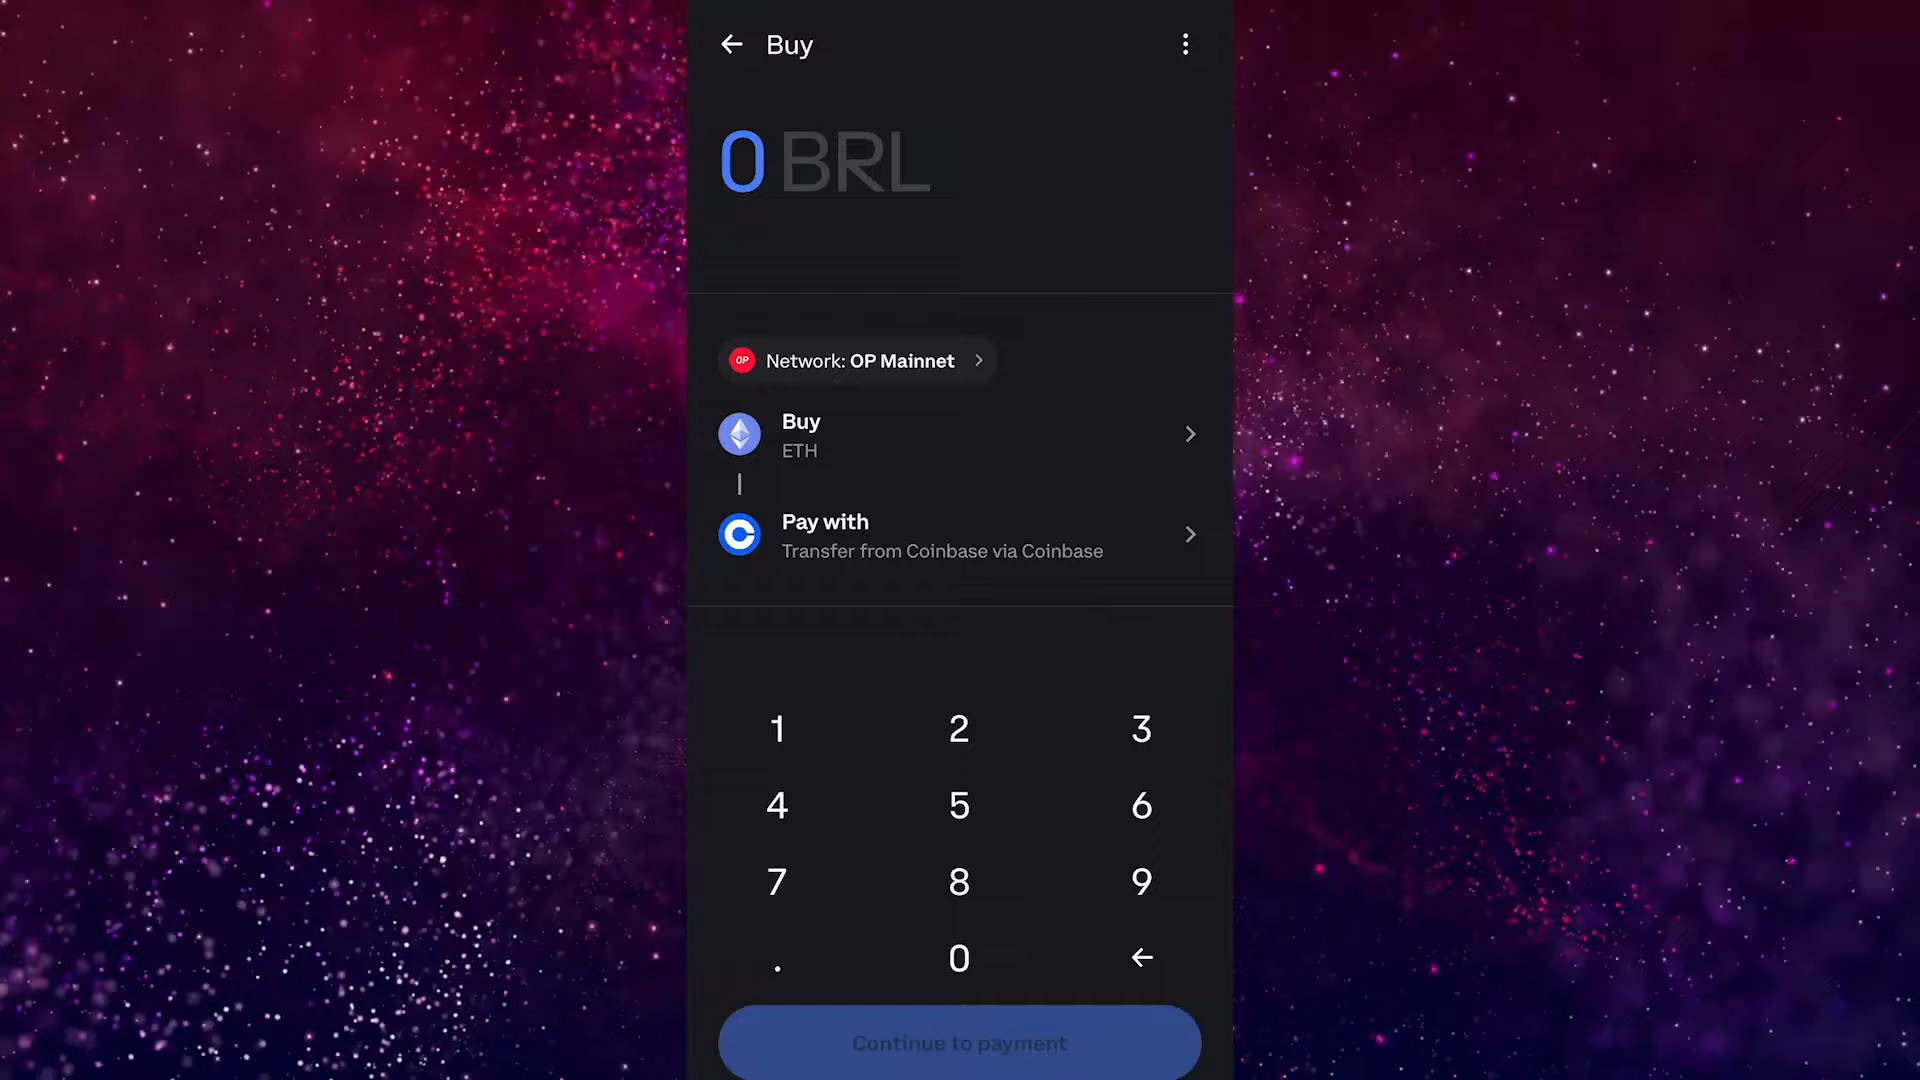 Buy
0 BRL
OP Network: OP Mainnet
Buy
ETH
Pay with
Transfer from Coinbase via Coinbase
1 2 3
4 5 6
7 8 9
. 0
Continue to payment